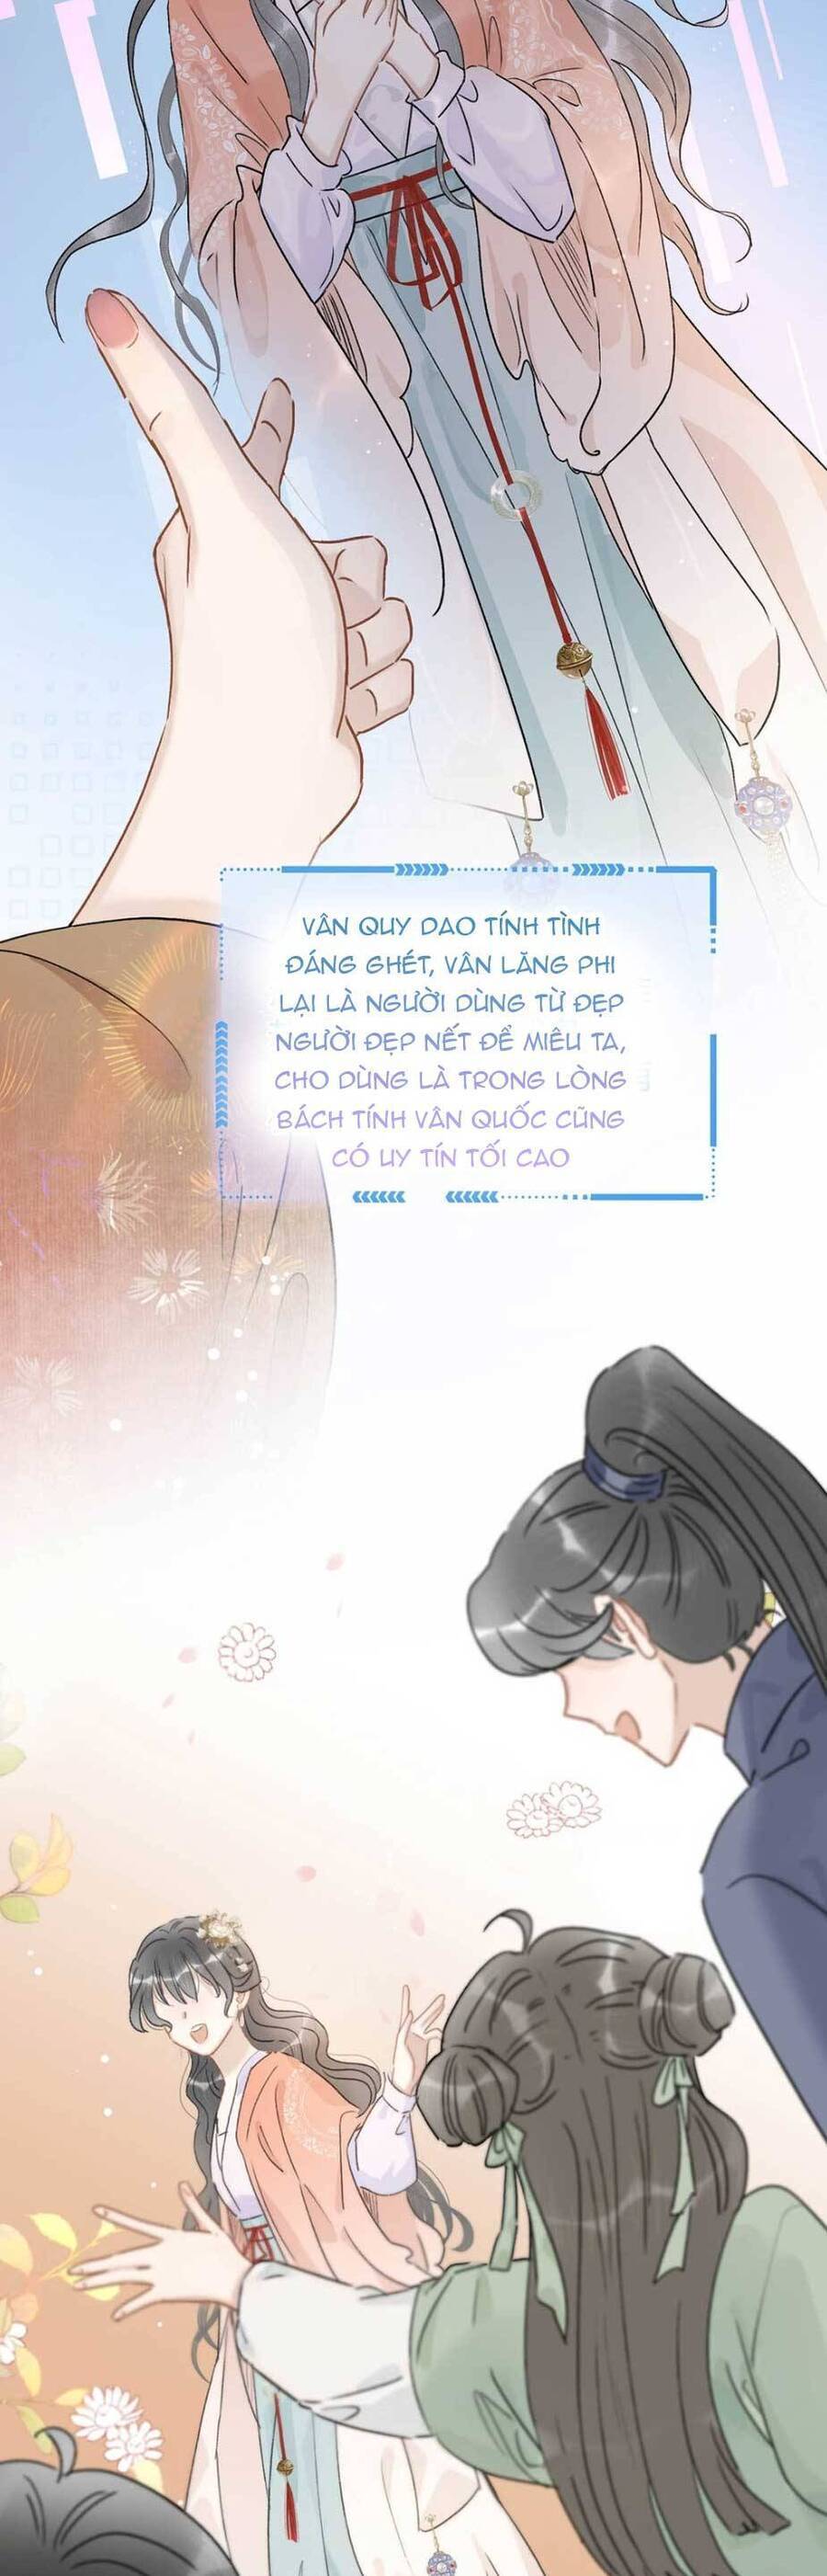 VÂN QUY DAO TÍNH TÌNH
ĐÁNG GHÉT, VÂN LĂNG PHI
LẠI LÀ NGƯỜI DÙNG TỪ ĐẸP
NGƯỜI ĐẸP NẾT ĐỂ MIÊU TA,
CHO DÙNG LÀ TRONG LÒNG
BÁCH TÍNH VÂN QUỐC CŨNG
CÓ UY TÍN TỐI CAO